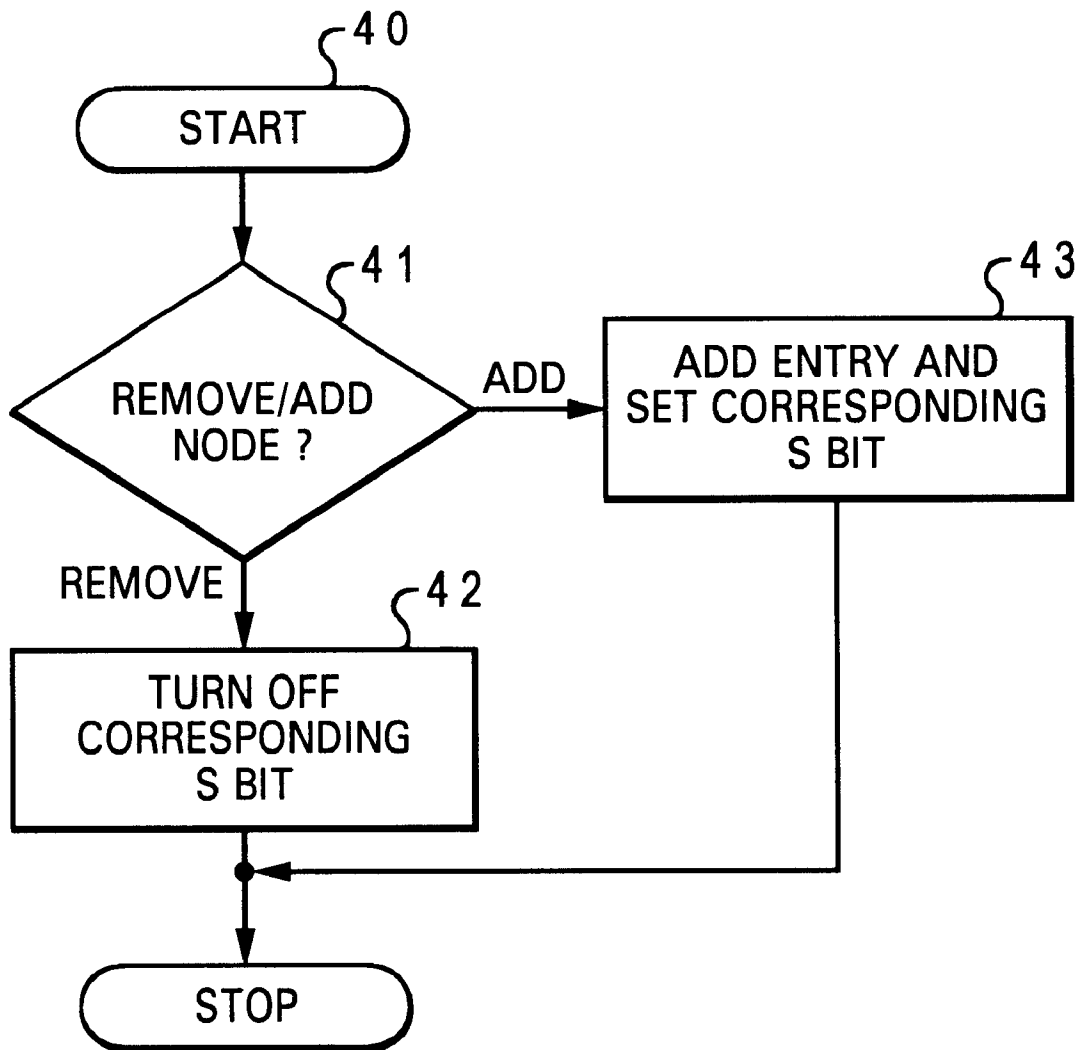 40
START
41
REMOVE/ADD
NODE ?
ADD
43
ADD ENTRY AND
SET CORRESPONDING
S BIT
REMOVE
42
TURN OFF
CORRESPONDING
S BIT
STOP